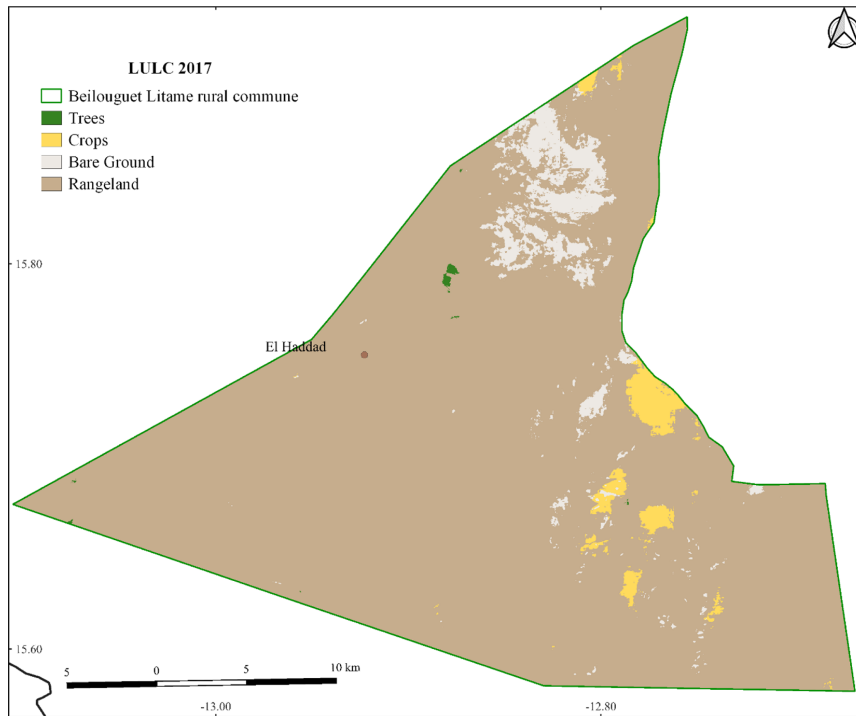 LULC 2017
Beilouguet Litame rural commune
Trees
Crops
Bare Ground
Rangeland
15.80
El Haddad
15.60
5 0 5 10 km
-13.00 -12.80